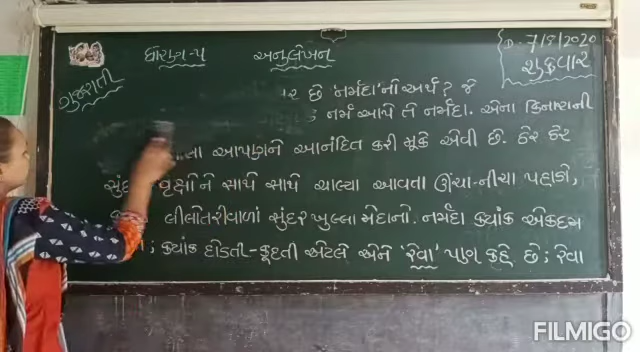 ધોરણ-૫ અનુલેખન
D-7/8/2020
શુક્રવાર
ગુજરાતી
છે 'નર્મદા'નો અર્થ? જે
નર્મ આપે તે નર્મદા. એના કિનારાની
આપણને આનંદિત કરી મૂકે એવી છે. ઠેર ઠેર
વૃક્ષોને સાથે સાથે ચાલ્યા આવતા ઊંચા-નીચા પહાડો,
લીલોતરીવાળાં સુંદર ખુલ્લા મેદાનો. નર્મદા ક્યાંક એકદમ
; ક્યાંક દોડતી-કૂદતી એટલે એને 'રેવા' પણ કહે છે; રેવા
FILMIGO